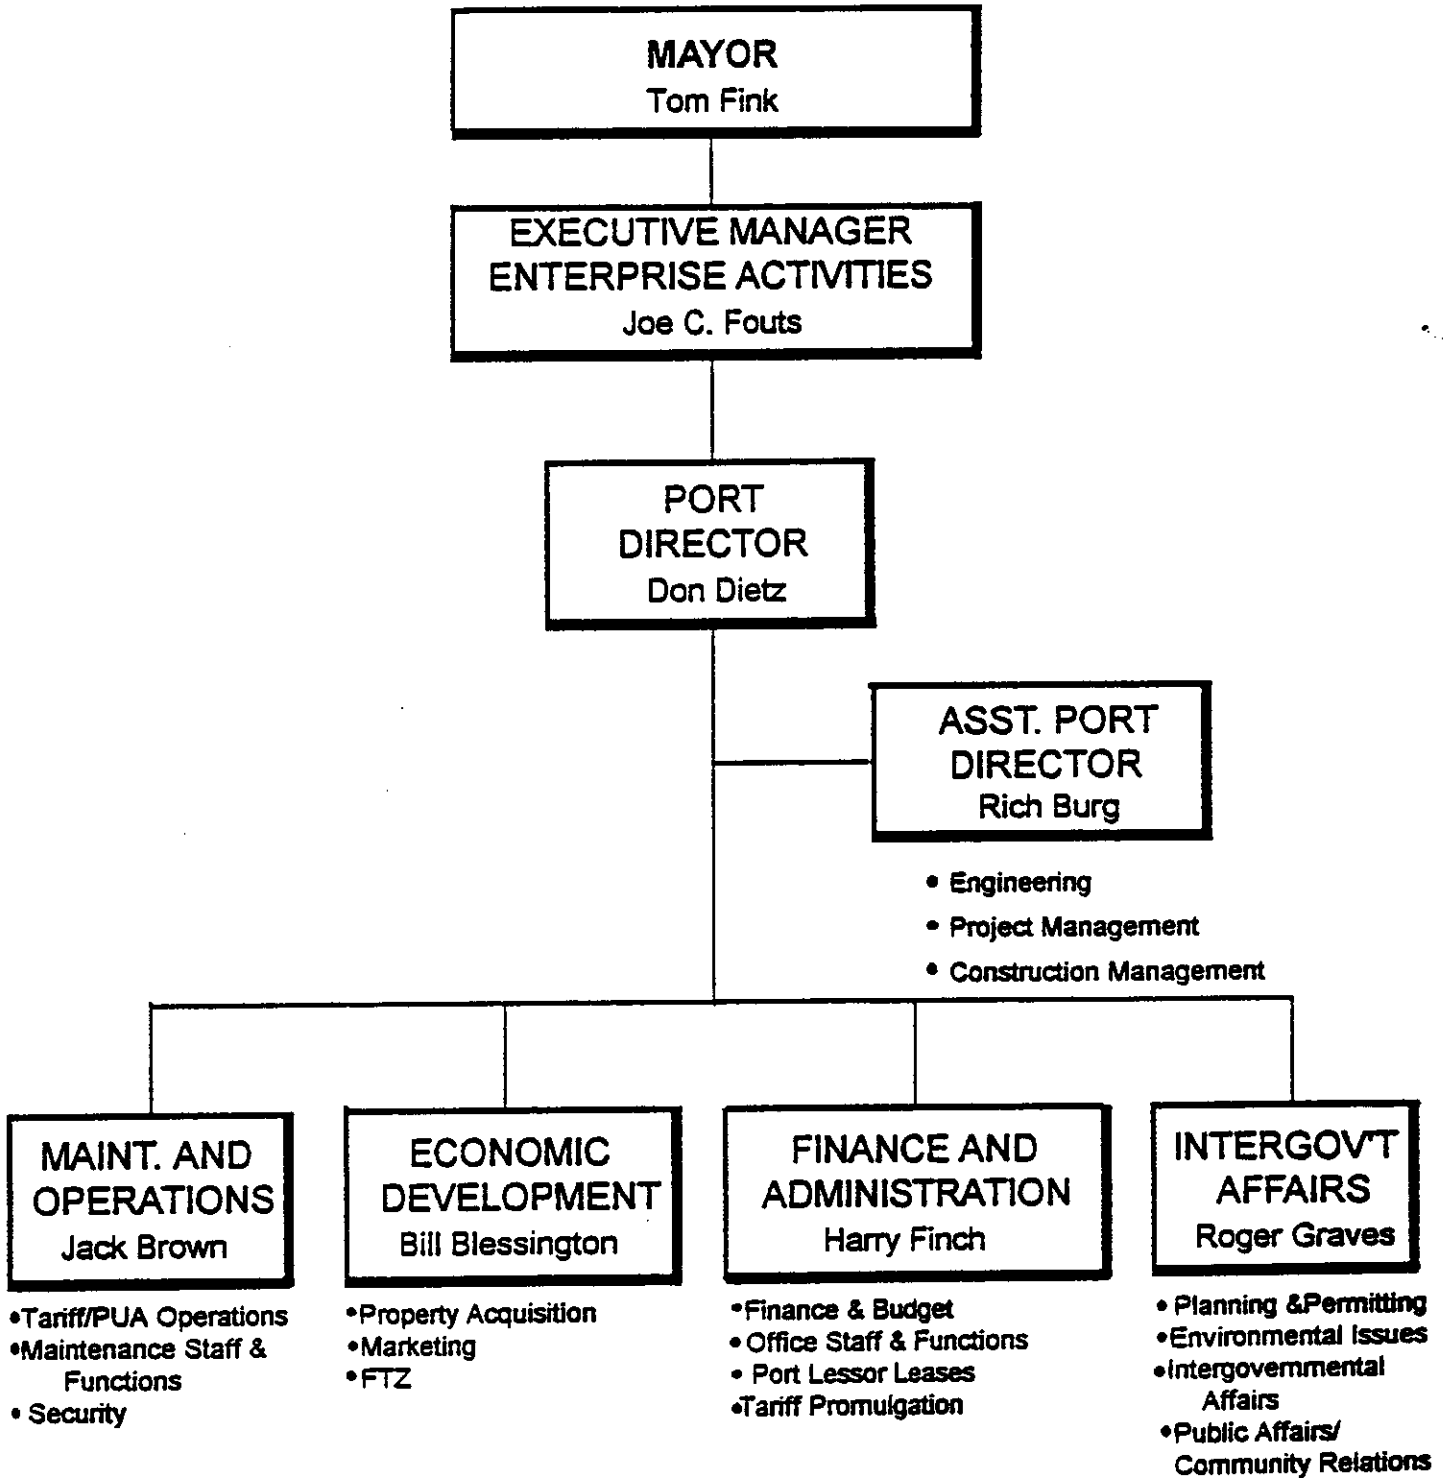 MAYOR
Tom Fink
EXECUTIVE MANAGER
ENTERPRISE ACTIVITIES
Joe C. Fouts
PORT
DIRECTOR
Don Dietz
ASST. PORT
DIRECTOR
Rich Burg
• Engineering
• Project Management
• Construction Management
MAINT. AND
OPERATIONS
Jack Brown
•Tariff/PUA Operations
•Maintenance Staff &
Functions
• Security
ECONOMIC
DEVELOPMENT
Bill Blessington
•Property Acquisition
•Marketing
•FTZ
FINANCE AND
ADMINISTRATION
Harry Finch
•Finance & Budget
• Office Staff & Functions
• Port Lessor Leases
•Tariff Promulgation
INTERGOV'T
AFFAIRS
Roger Graves
• Planning &Permitting
•Environmental Issues
•Intergovernmental
Affairs
•Public Affairs/
Community Relations